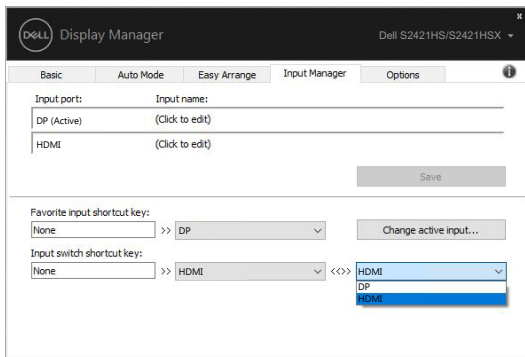 x
DELL Display Manager Dell S2421HS/S2421HSX
Basic Auto Mode Easy Arrange Input Manager Options i
Input port: Input name:
DP (Active) (Click to edit)
HDMI (Click to edit)
Save
Favorite input shortcut key:
None >> DP Change active input...
Input switch shortcut key:
None >> HDMI <<>> HDMI
DP
HDMI